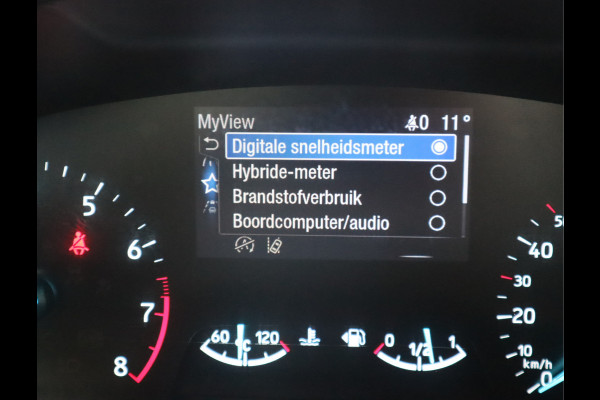 MyView 0 11°
Digitale snelheidsmeter
Hybride-meter
Brandstofverbruik
Boordcomputer/audio
5
6
7
8
60 °C 120
0 1/2 1
50
40
30
20
10
km/h
0